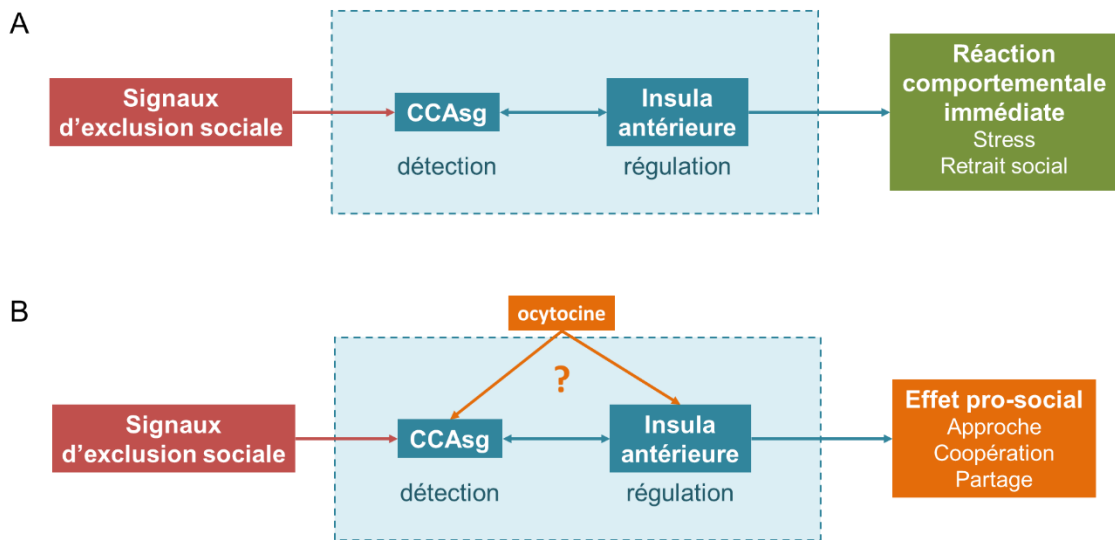 A
Signaux
d'exclusion sociale
CCAsg
détection
Insula
antérieure
régulation
Réaction
comportementale
immédiate
Stress
Retrait social
B
ocytocine
?
Signaux
d'exclusion sociale
CCAsg
détection
Insula
antérieure
régulation
Effet pro-social
Approche
Coopération
Partage